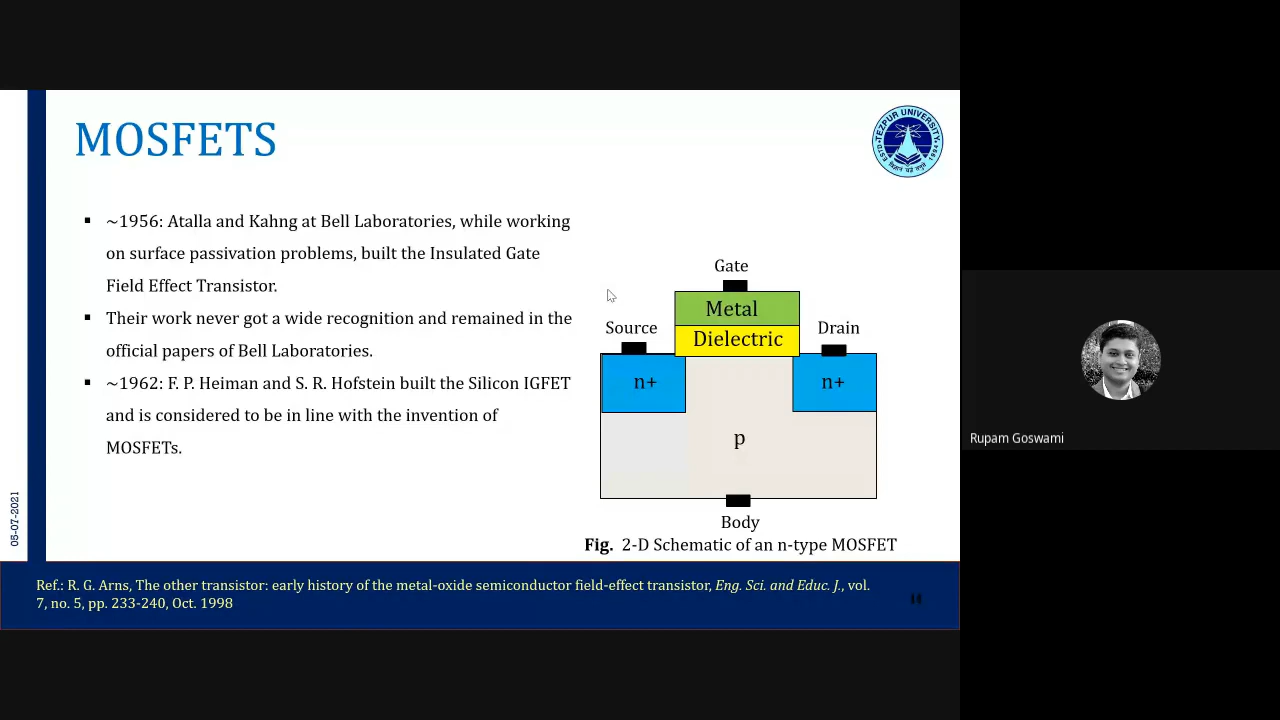 MOSFETS
TEZPUR UNIVERSITY
▪ ~1956: Atalla and Kahng at Bell Laboratories, while working
on surface passivation problems, built the Insulated Gate
Field Effect Transistor.
▪ Their work never got a wide recognition and remained in the
official papers of Bell Laboratories.
▪ ~1962: F. P. Heiman and S. R. Hofstein built the Silicon IGFET
and is considered to be in line with the invention of
MOSFETs.
Gate
Metal
Source
Dielectric
Drain
n+
n+
p
Body
Fig. 2-D Schematic of an n-type MOSFET
Ref.: R. G. Arns, The other transistor: early history of the metal-oxide semiconductor field-effect transistor, Eng. Sci. and Educ. J., vol.
7, no. 5, pp. 233-240, Oct. 1998
Rupam Goswami